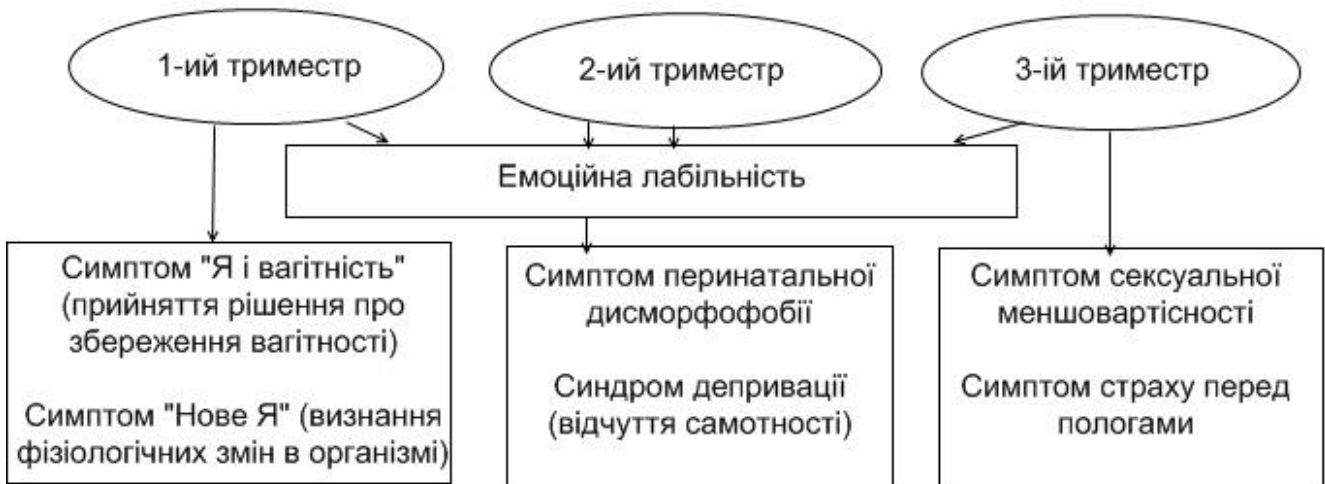 1-ий триместр
2-ий триместр
3-ій триместр
Емоційна лабільність
Симптом "Я і вагітність"
(прийняття рішення про
збереження вагітності)
Симптом "Нове Я" (визнання
фізіологічних змін в організмі)
Симптом перинатальної
дисморфофобії
Синдром депривації
(відчуття самотності)
Симптом сексуальної
меншовартісності
Симптом страху перед
пологами